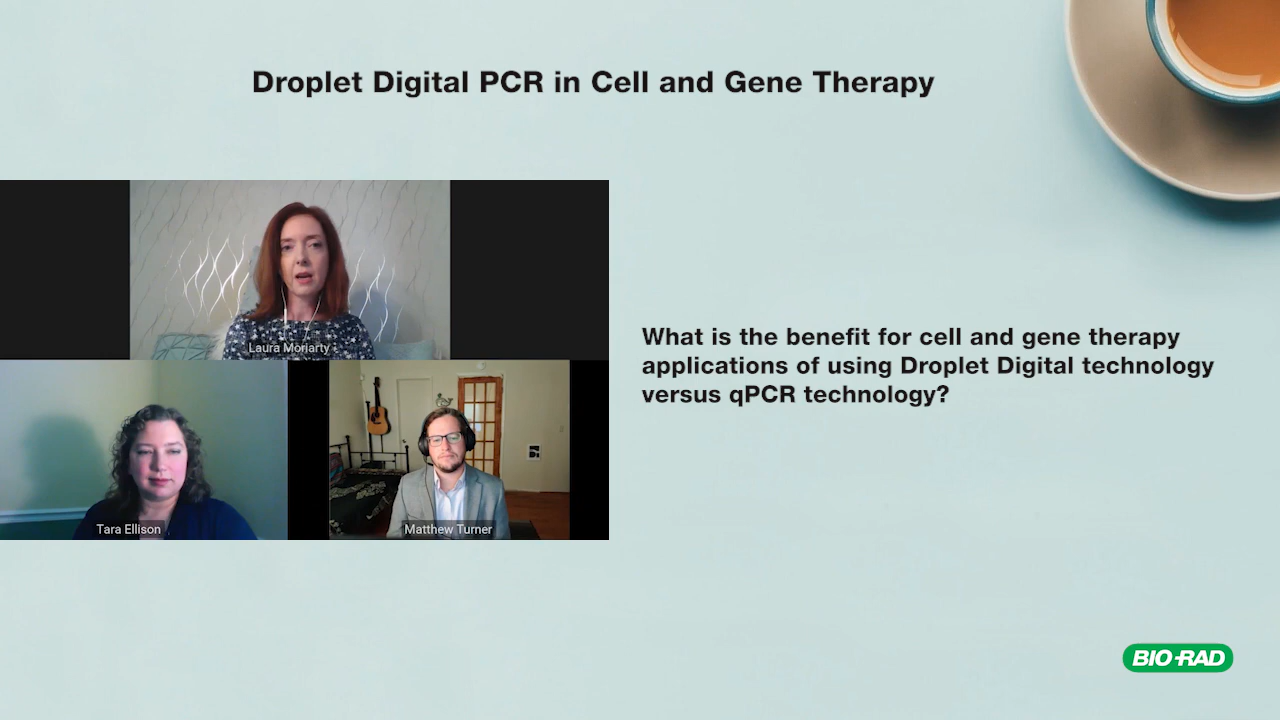 Droplet Digital PCR in Cell and Gene Therapy
Laura Moriarty
What is the benefit for cell and gene therapy
applications of using Droplet Digital technology
versus qPCR technology?
Tara Ellison
Matthew Turner
BIO-RAD